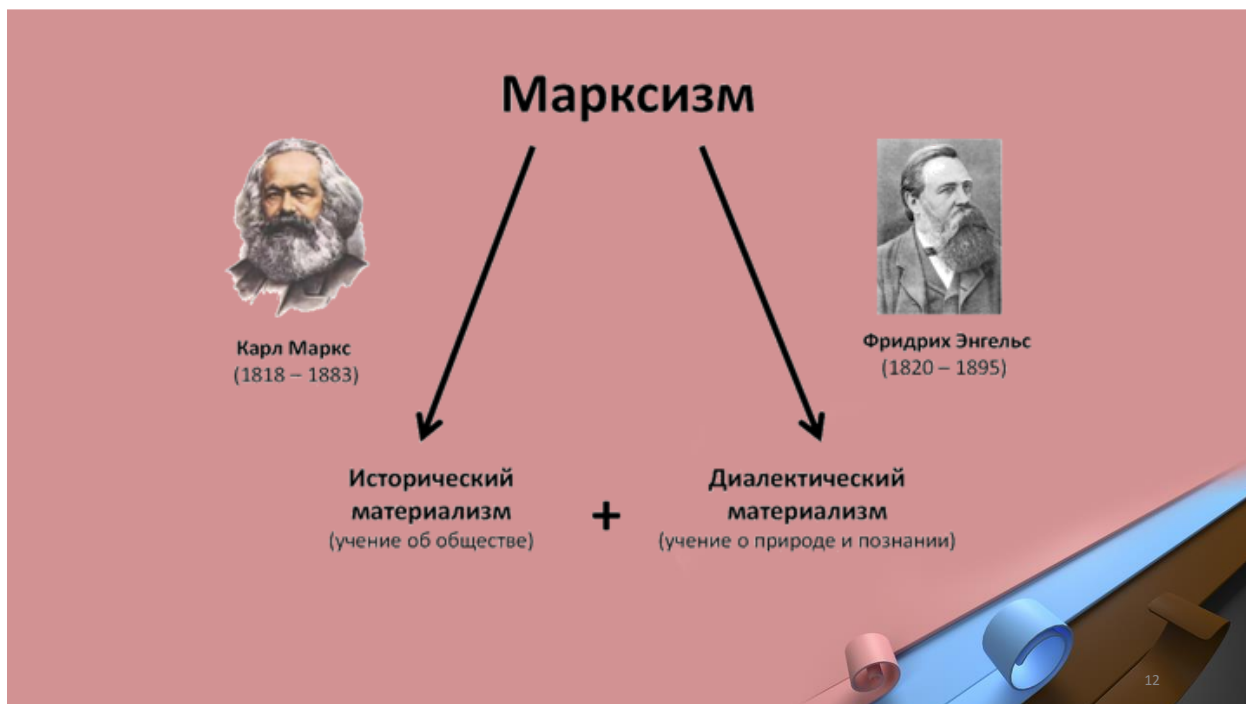 Марксизм
Карл Маркс
(1818 – 1883)
Фридрих Энгельс
(1820 – 1895)
Исторический
материализм
(учение об обществе)
+
Диалектический
материализм
(учение о природе и познании)
12